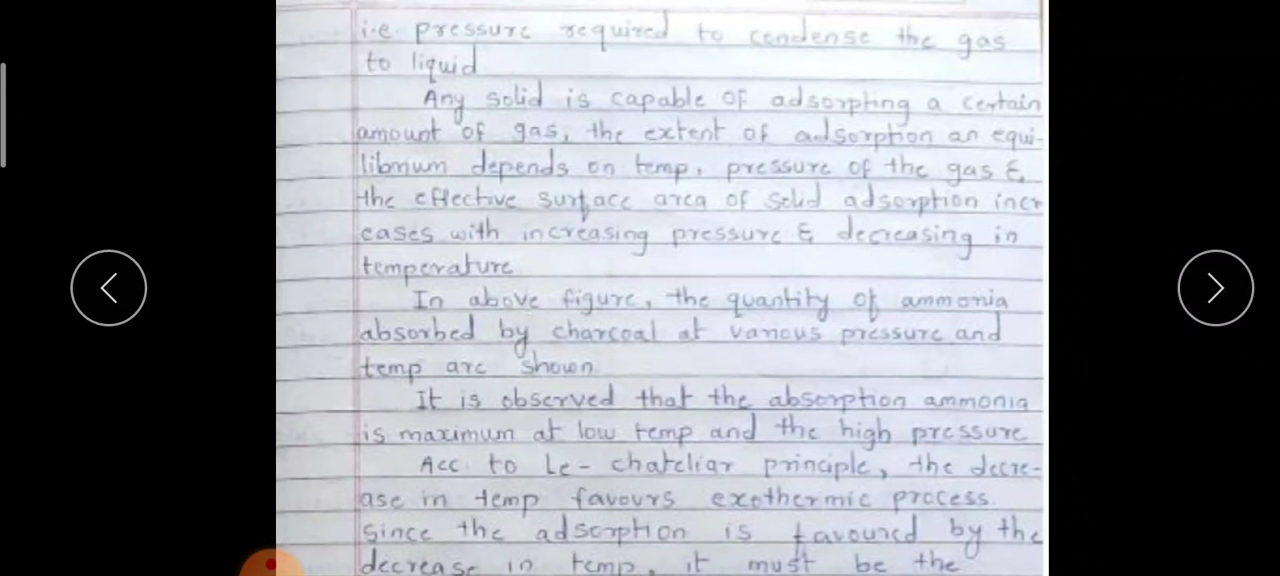 i.e. pressure required to condense the gas
to liquid
Any solid is capable of adsorpting a certain
amount of gas, the extent of adsorption an equi-
librium depends on temp, pressure of the gas &
the effective surface area of solid adsorption incr
eases with increasing pressure & decreasing in
temperature
In above figure, the quantity of ammonia
absorbed by charcoal at various pressure and
temp are shown.
It is observed that the absorption ammonia
is maximum at low temp and the high pressure
Acc. to Le-chateliar principle, the decre-
ase in temp favours exothermic process.
Since the adsorption is favoured by the
decrease in temp, it must be the